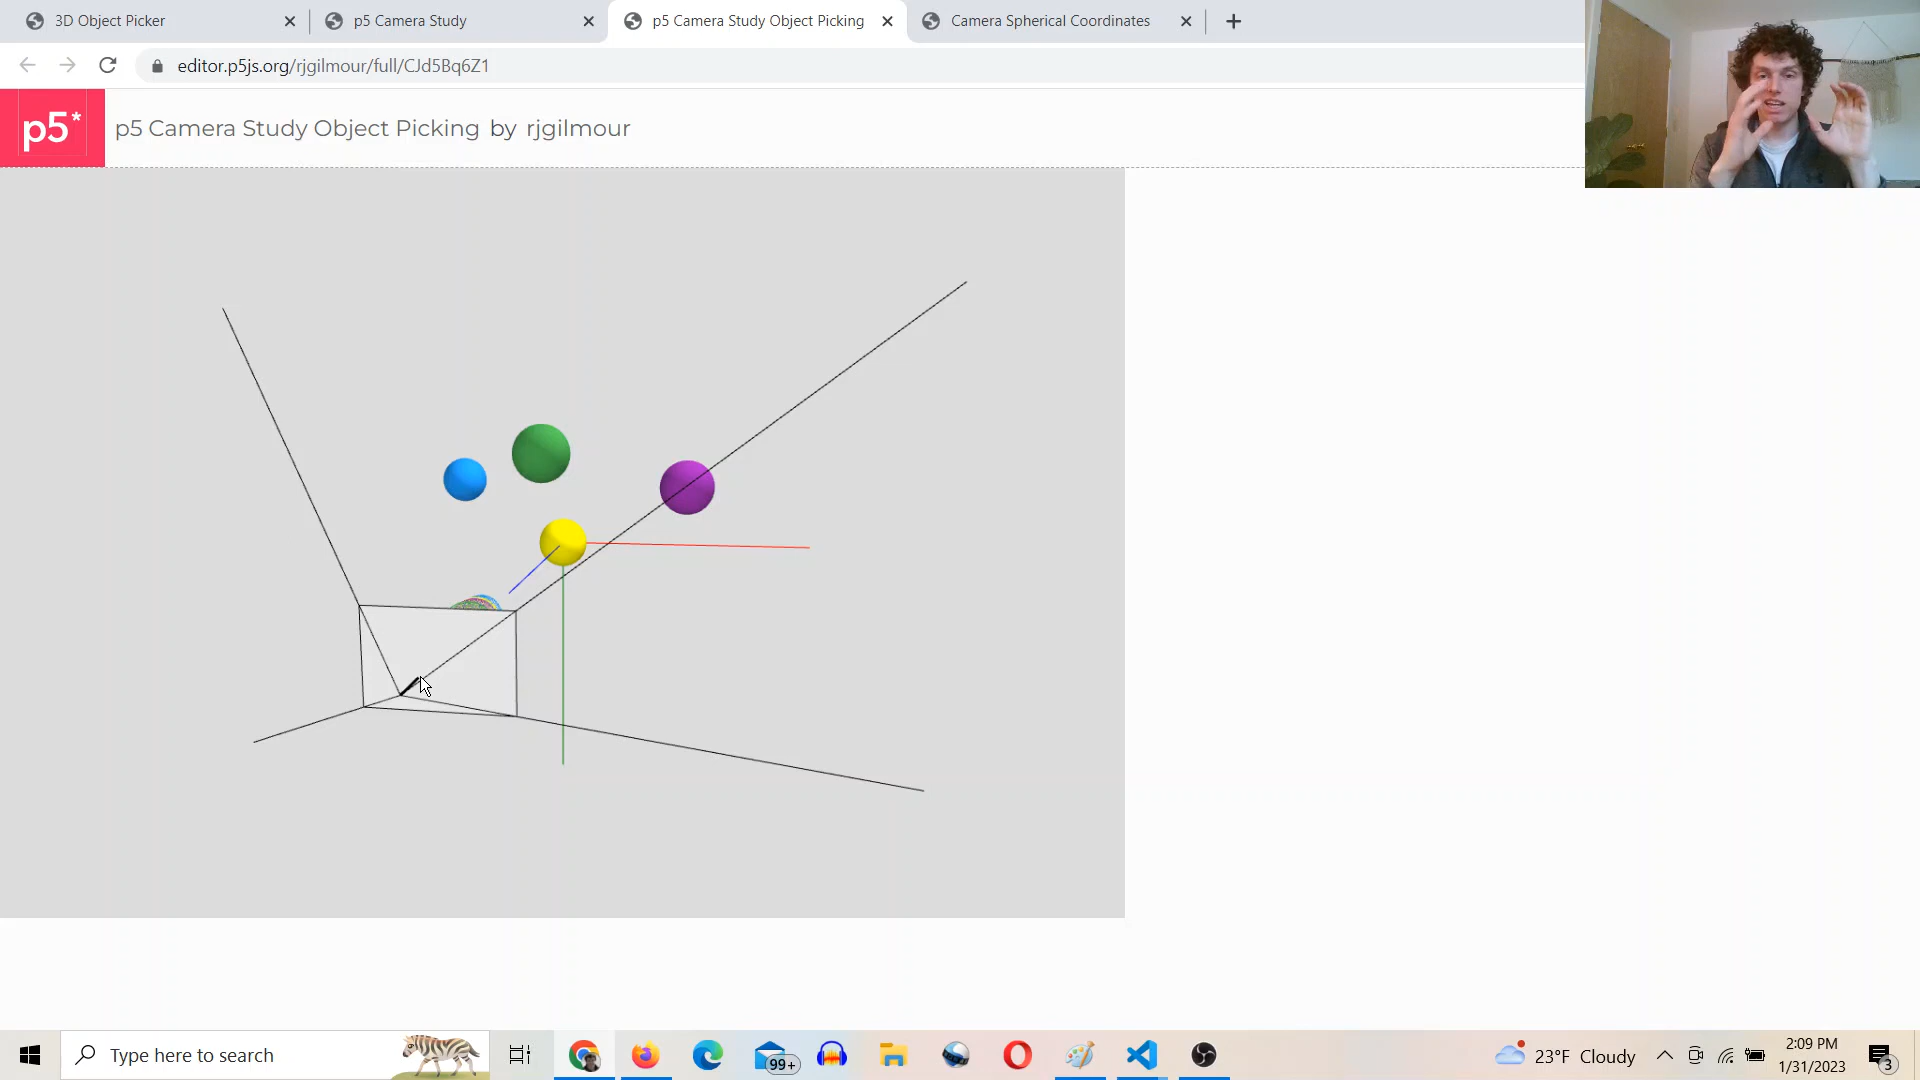 3D Object Picker
p5 Camera Study
p5 Camera Study Object Picking
Camera Spherical Coordinates
editor.p5js.org/rjgilmour/full/CJd5Bq6Z1
p5* p5 Camera Study Object Picking by rjgilmour
Type here to search
99+
23°F Cloudy
2:09 PM
1/31/2023
3